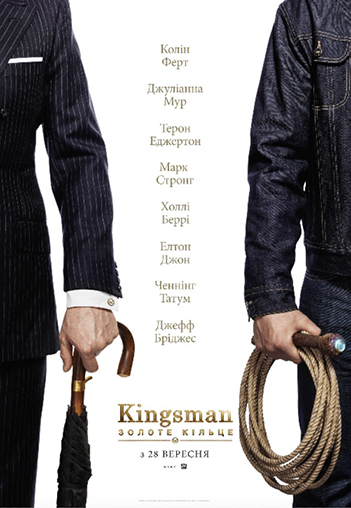 Колін
Ферт
Джуліанна
Мур
Терон
Еджертон
Марк
Стронг
Холлі
Беррі
Елтон
Джон
Ченнінг
Татум
Джефф
Бріджес
Kingsman
ЗОЛОТЕ КІЛЬЦЕ
з 28 ВЕРЕСНЯ